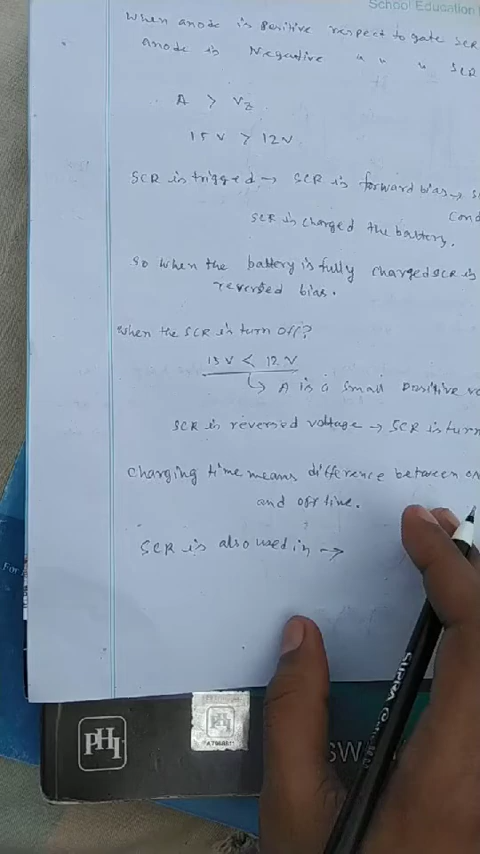 School Education
When anode is positive respect to gate SCR
Anode is Negative " " " SCR
A > Vz
15 V > 12V
SCR is trigged → SCR is forward bias →
SCR is charged the battery.
so when the battery is fully charged SCR is
reversed bias.
When the SCR is turn off?
13 V < 12 V
↳ A is a small positive
SCR is reversed voltage → SCR is turn
charging time means difference between on
and off time.
SCR is also used in →
PHI
PHI
SUPRA